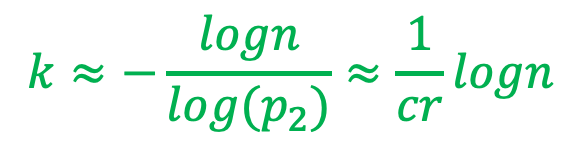 k ≈ − logn / log(p₂) ≈ 1 / cr logn